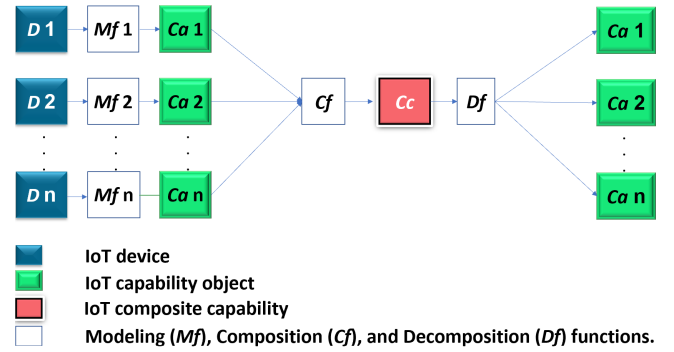 D 1 Mf 1 Ca 1 Ca 1
D 2 Mf 2 Ca 2 Cf Cc Df Ca 2
D n Mf n Ca n Ca n
IoT device
IoT capability object
IoT composite capability
Modeling (Mf), Composition (Cf), and Decomposition (Df) functions.